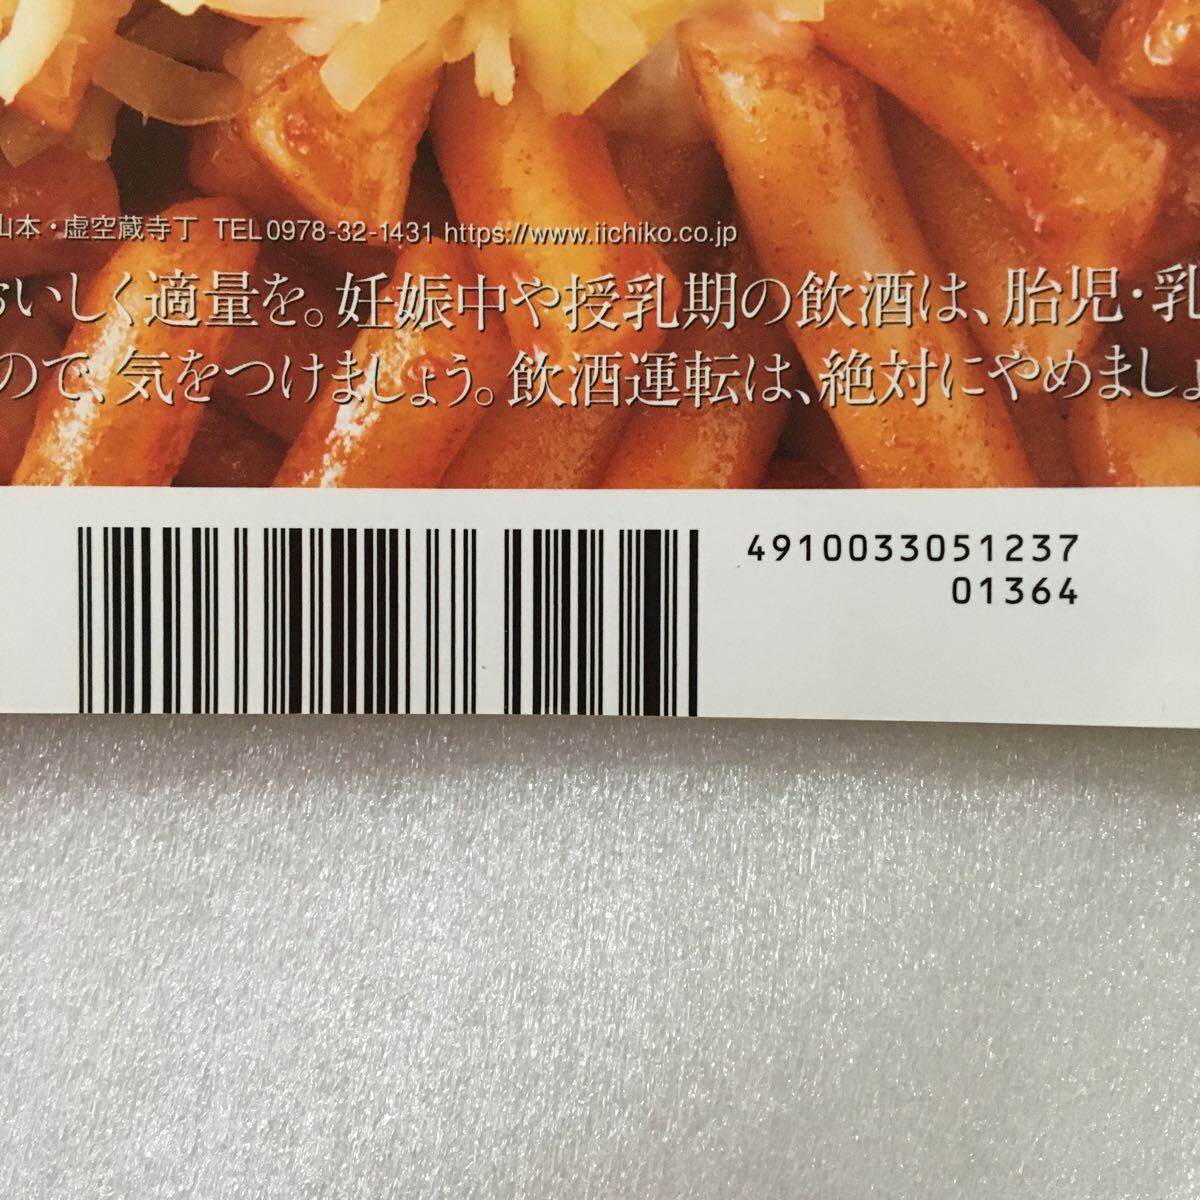 山本・虚空蔵寺丁 TEL0978-32-1431 https://www.iichiko.co.jp
おいしく適量を。妊娠中や授乳期の飲酒は、胎児・乳
ので、気をつけましょう。飲酒運転は、絶対にやめましょ
4910033051237
01364